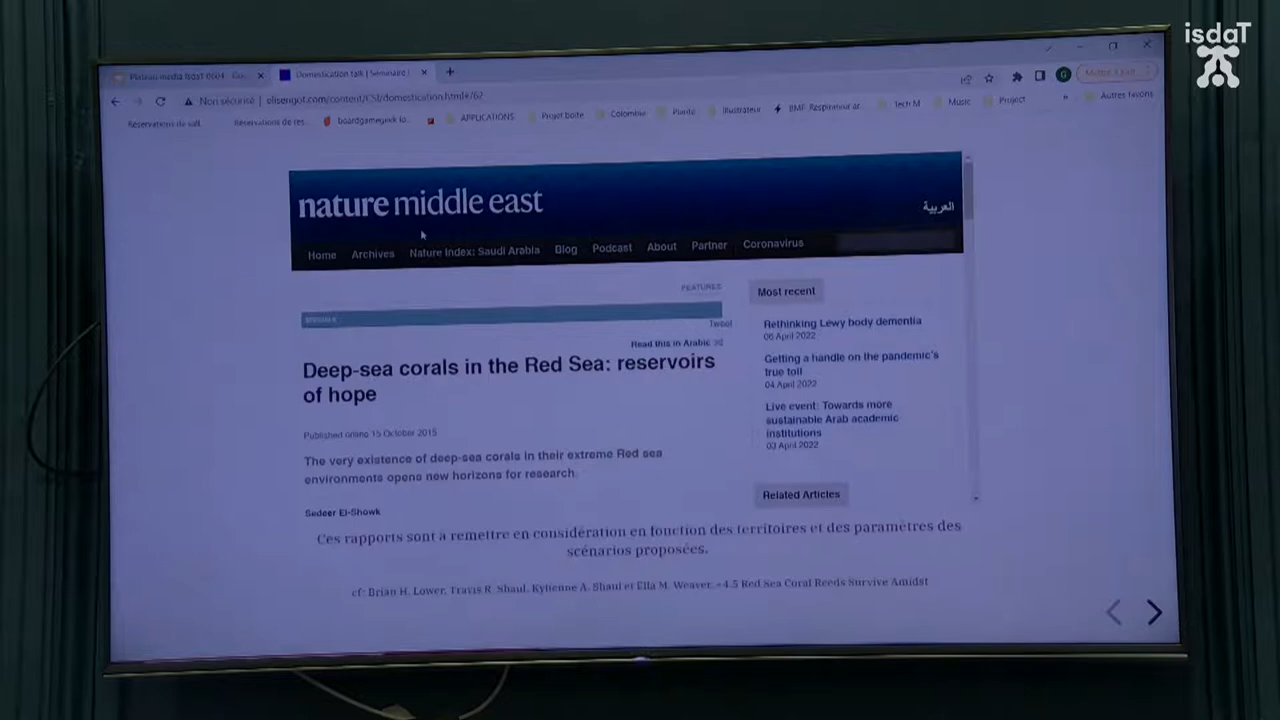 isdaT
Domestication talk | Séminaire |
Non sécurisé | olisengot.com/content/CSI/domestication.html#/62
Mettre à jour
boardgamegeek
APPLICATIONS
Projet boite
Colombie
Plante
Illustrateur
BMF
Tech M
Music
Project
Autres favoris
nature middle east
العربية
Home Archives Nature Index: Saudi Arabia Blog Podcast About Partner Coronavirus
FEATURES
Most recent
Tweet
Rethinking Lewy body dementia
06 April 2022
Read this in Arabic
Deep-sea corals in the Red Sea: reservoirs
of hope
Getting a handle on the pandemic's
true toll
04 April 2022
Live event: Towards more
sustainable Arab academic
institutions
03 April 2022
Published online 15 October 2015
The very existence of deep-sea corals in their extreme Red sea
environments opens new horizons for research.
Related Articles
Sedeer El-Showk
Ces rapports sont à remettre en considération en fonction des territoires et des paramètres des
scénarios proposées.
cf: Brian H. Lower, Travis R. Shaul, Kylienne A. Shaul et Ella M. Weaver, +4.5 Red Sea Coral Reeds Survive Amidst